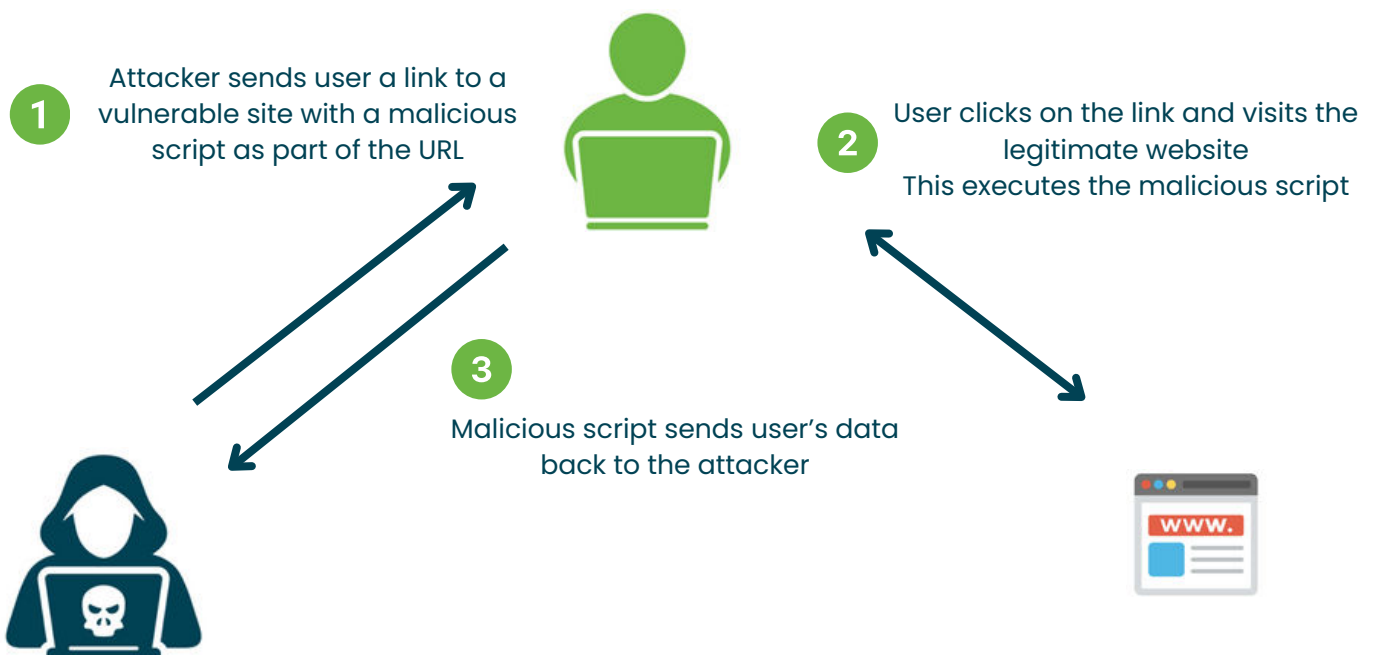 1
Attacker sends user a link to a
vulnerable site with a malicious
script as part of the URL
2
User clicks on the link and visits the
legitimate website
This executes the malicious script
3
Malicious script sends user’s data
back to the attacker
www.